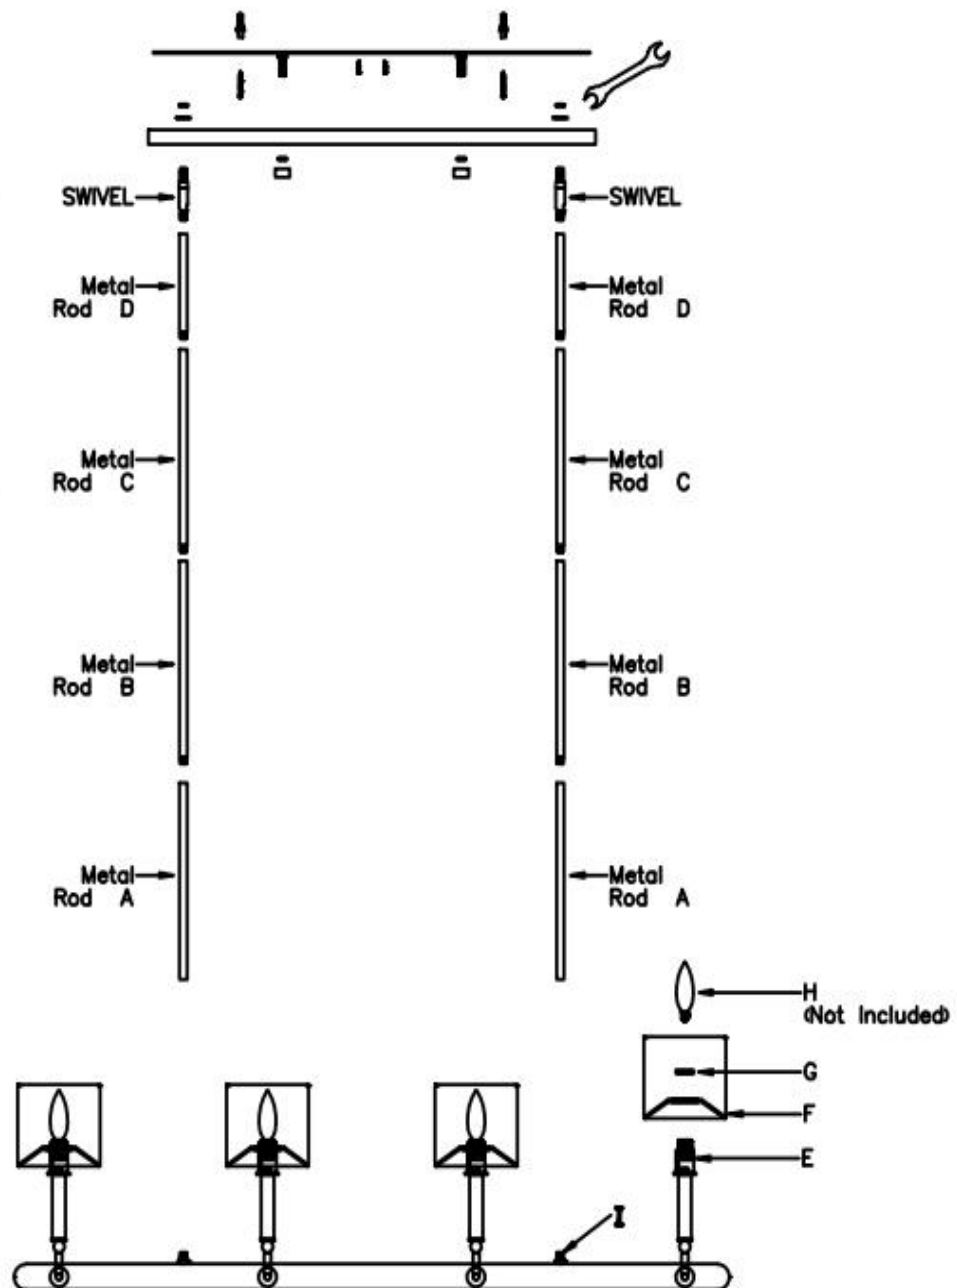 SWIVEL SWIVEL
Metal Metal
Rod D Rod D
Metal Metal
Rod C Rod C
Metal Metal
Rod B Rod B
Metal Metal
Rod A Rod A
H
(Not Included)
G
F
E
I